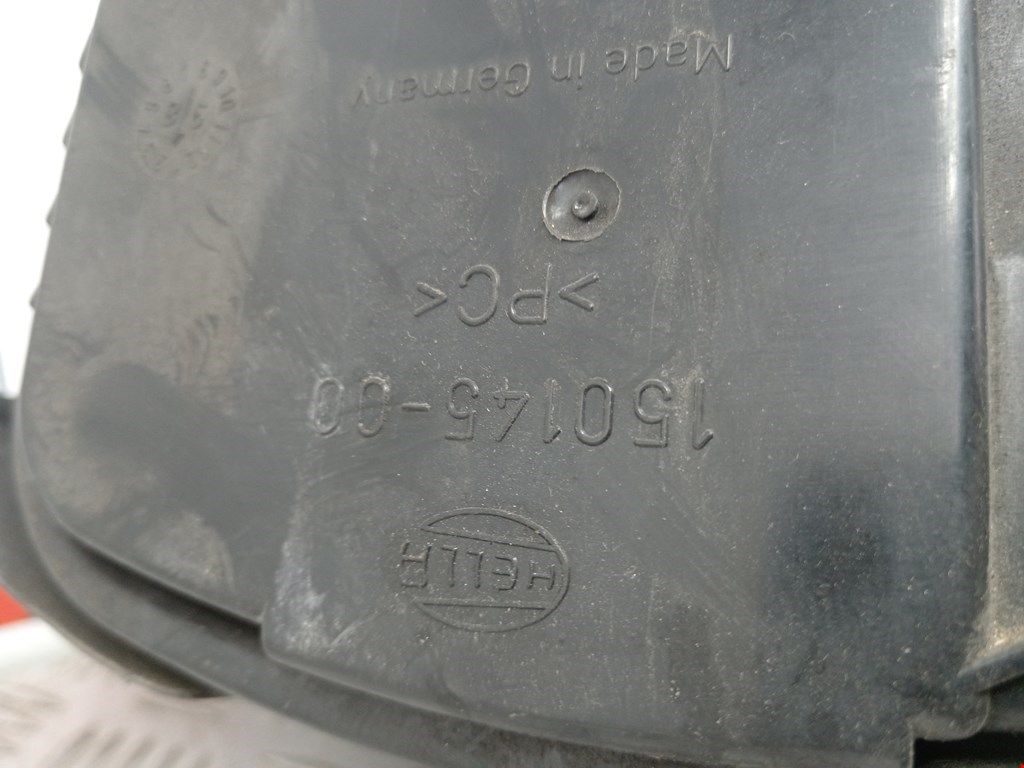 HELLA
150145-00
>PC<
Made in Germany